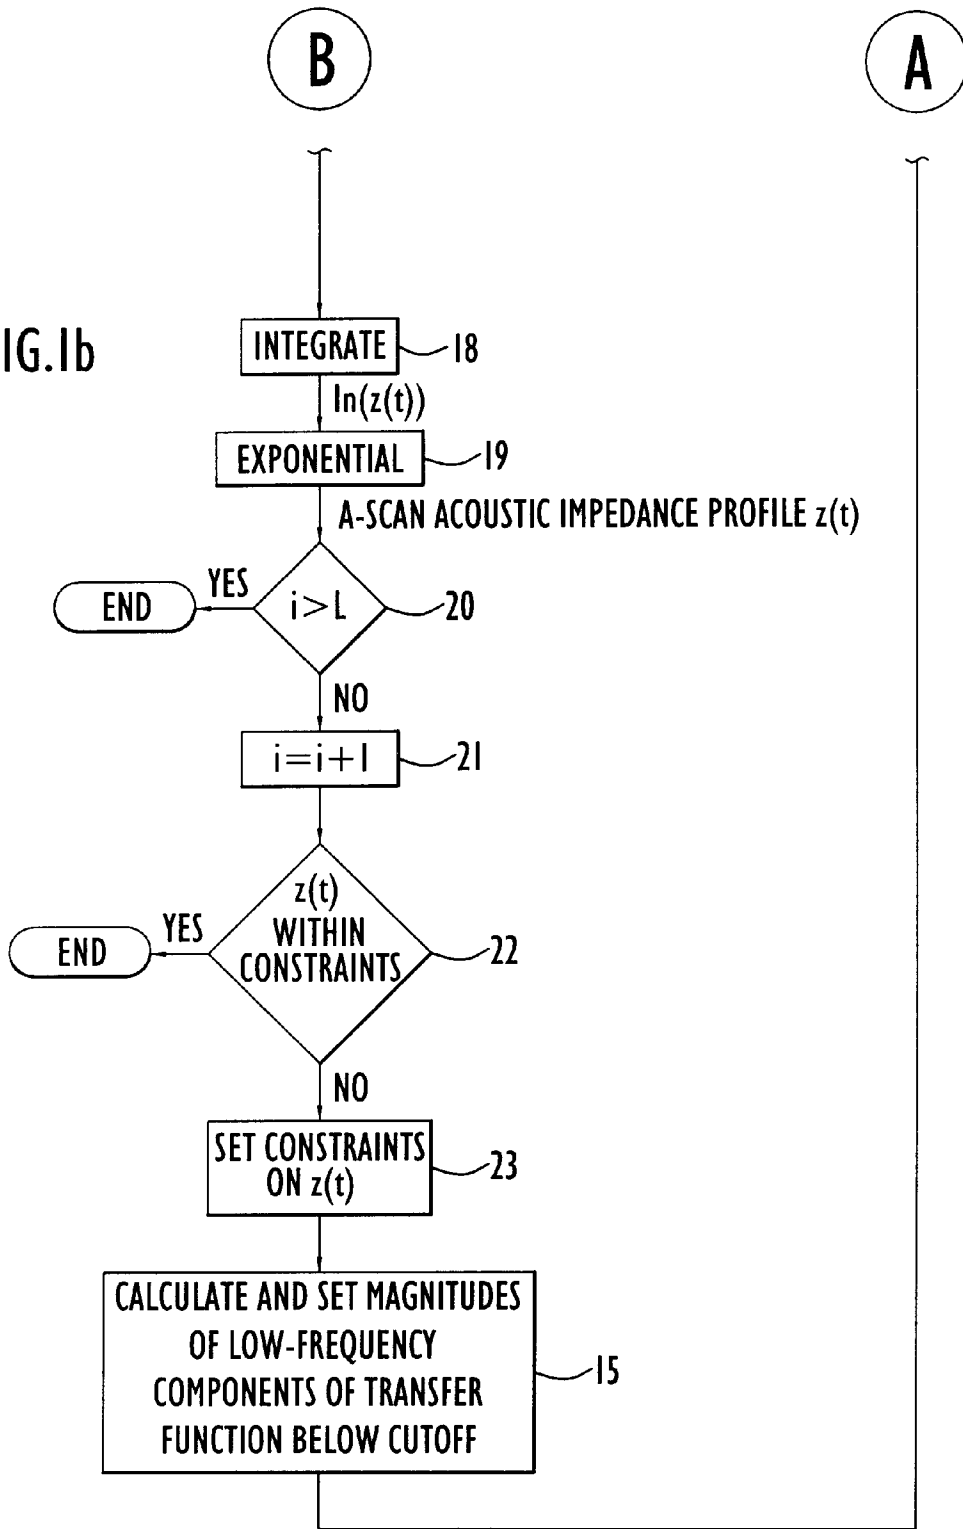 B
A
IG.1b
INTEGRATE
18
ln(z(t))
EXPONENTIAL
19
A-SCAN ACOUSTIC IMPEDANCE PROFILE z(t)
YES
END
i>L
20
NO
i=i+1
21
z(t)
WITHIN
CONSTRAINTS
YES
END
22
NO
SET CONSTRAINTS
ON z(t)
23
CALCULATE AND SET MAGNITUDES
OF LOW-FREQUENCY
COMPONENTS OF TRANSFER
FUNCTION BELOW CUTOFF
15